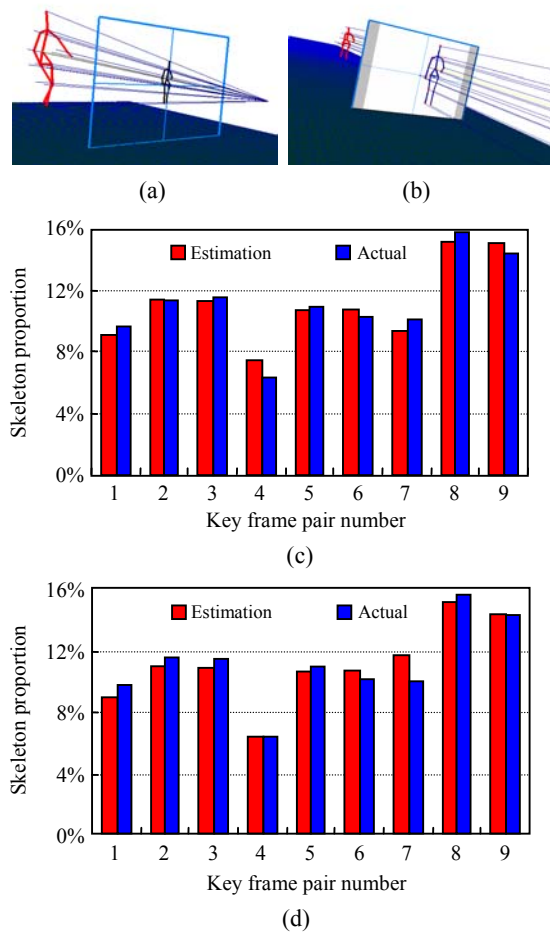 (a) (b)
16%
12%
8%
4%
0%
Skeleton proportion
Estimation Actual
1 2 3 4 5 6 7 8 9
Key frame pair number
(c)
16%
12%
8%
4%
0%
Skeleton proportion
Estimation Actual
1 2 3 4 5 6 7 8 9
Key frame pair number
(d)